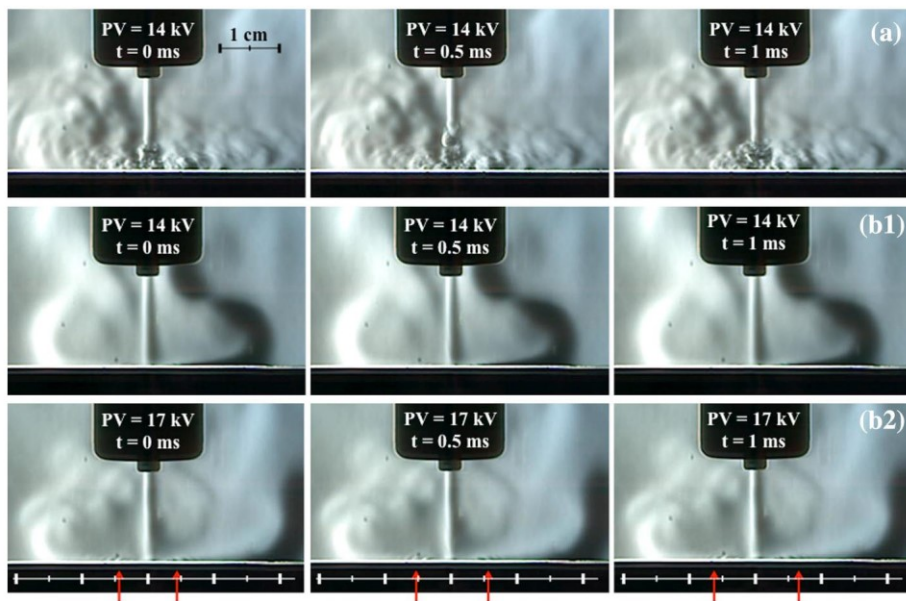 PV = 14 kV
t = 0 ms
1 cm
PV = 14 kV
t = 0.5 ms
PV = 14 kV
t = 1 ms
(a)
PV = 14 kV
t = 0 ms
PV = 14 kV
t = 0.5 ms
PV = 14 kV
t = 1 ms
(b1)
PV = 17 kV
t = 0 ms
PV = 17 kV
t = 0.5 ms
PV = 17 kV
t = 1 ms
(b2)